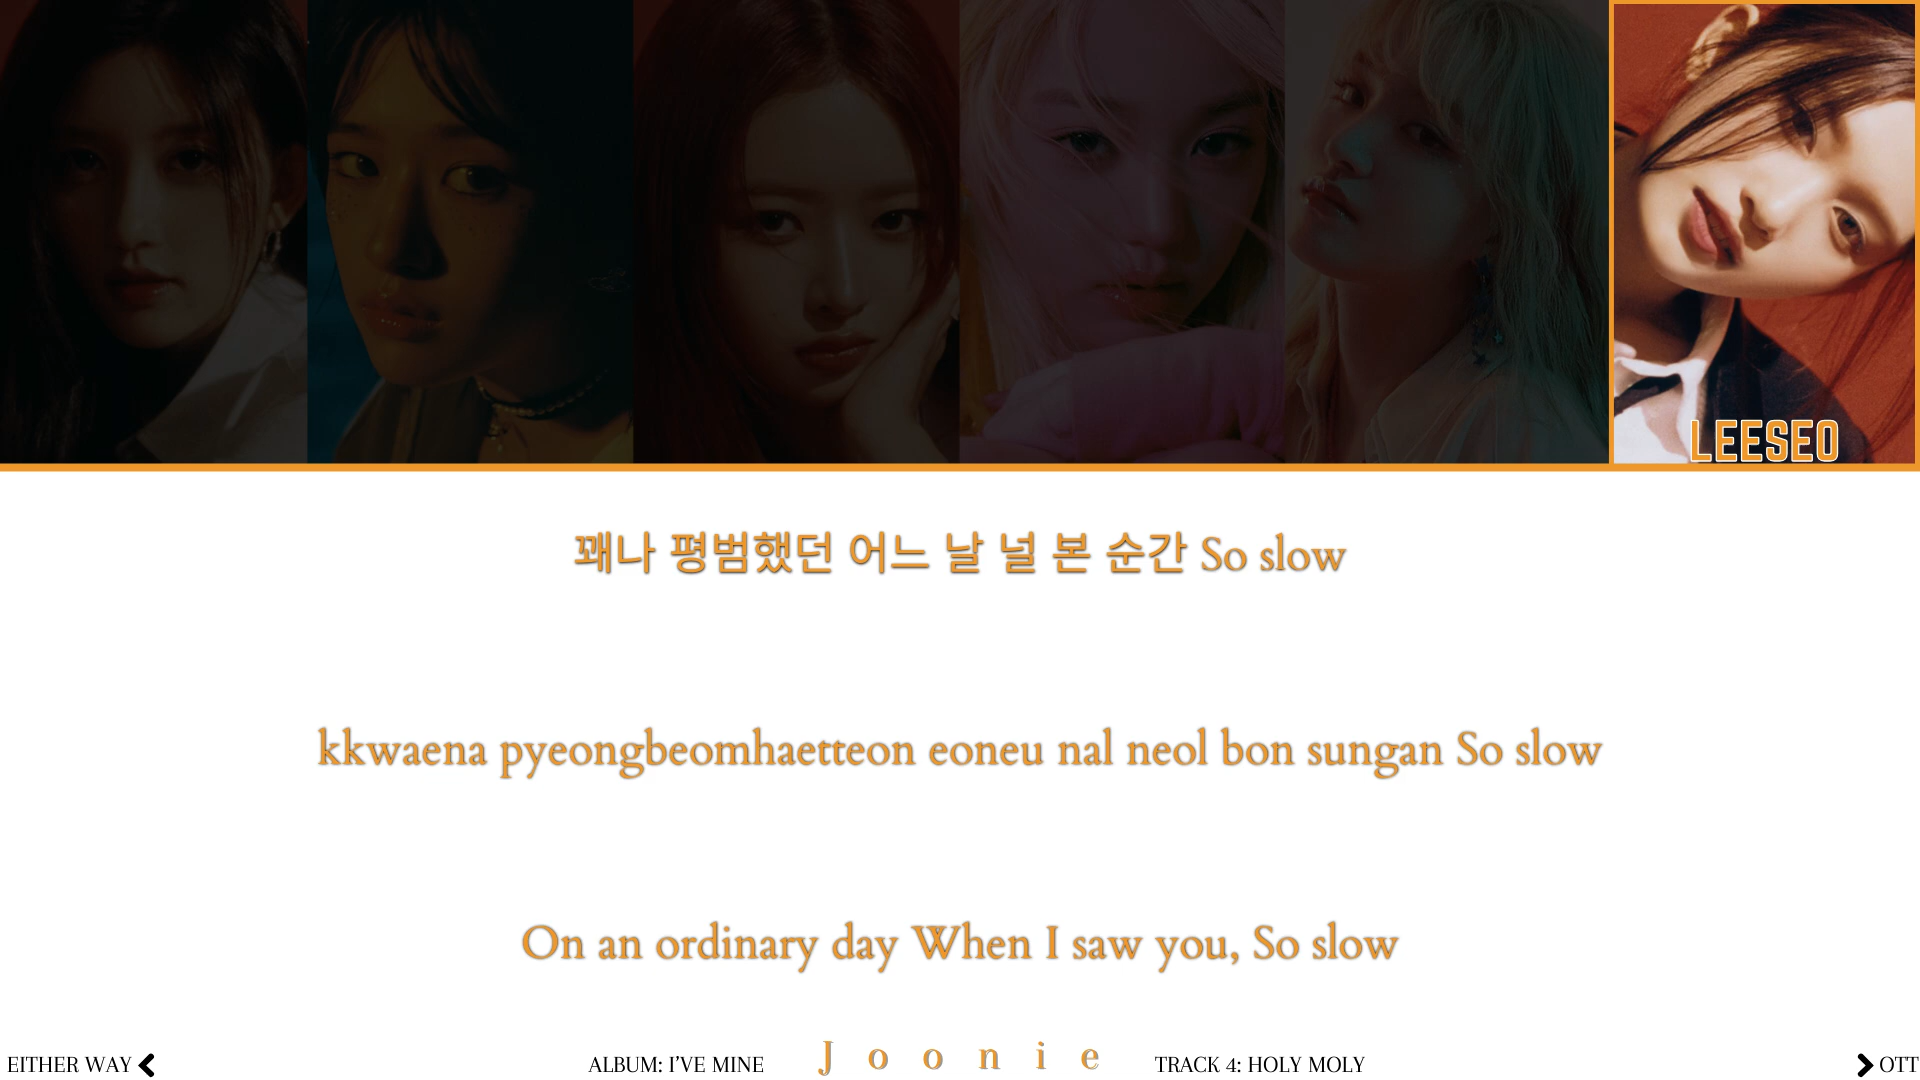 LEESEO
꽤나 평범했던 어느 날 널 본 순간 So slow
kkwaena pyeongbeomhaetteon eoneu nal neol bon sungan So slow
On an ordinary day When I saw you, So slow
EITHER WAY
ALBUM: I'VE MINE
Joonie
TRACK 4: HOLY MOLY
OTT